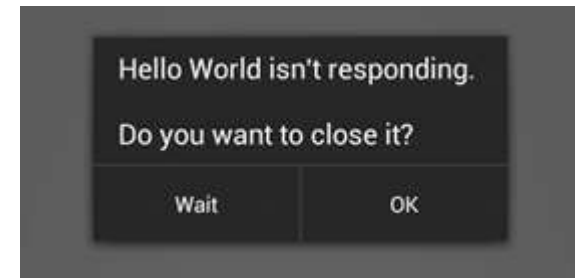 Hello World isn't responding.
Do you want to close it?
Wait
OK